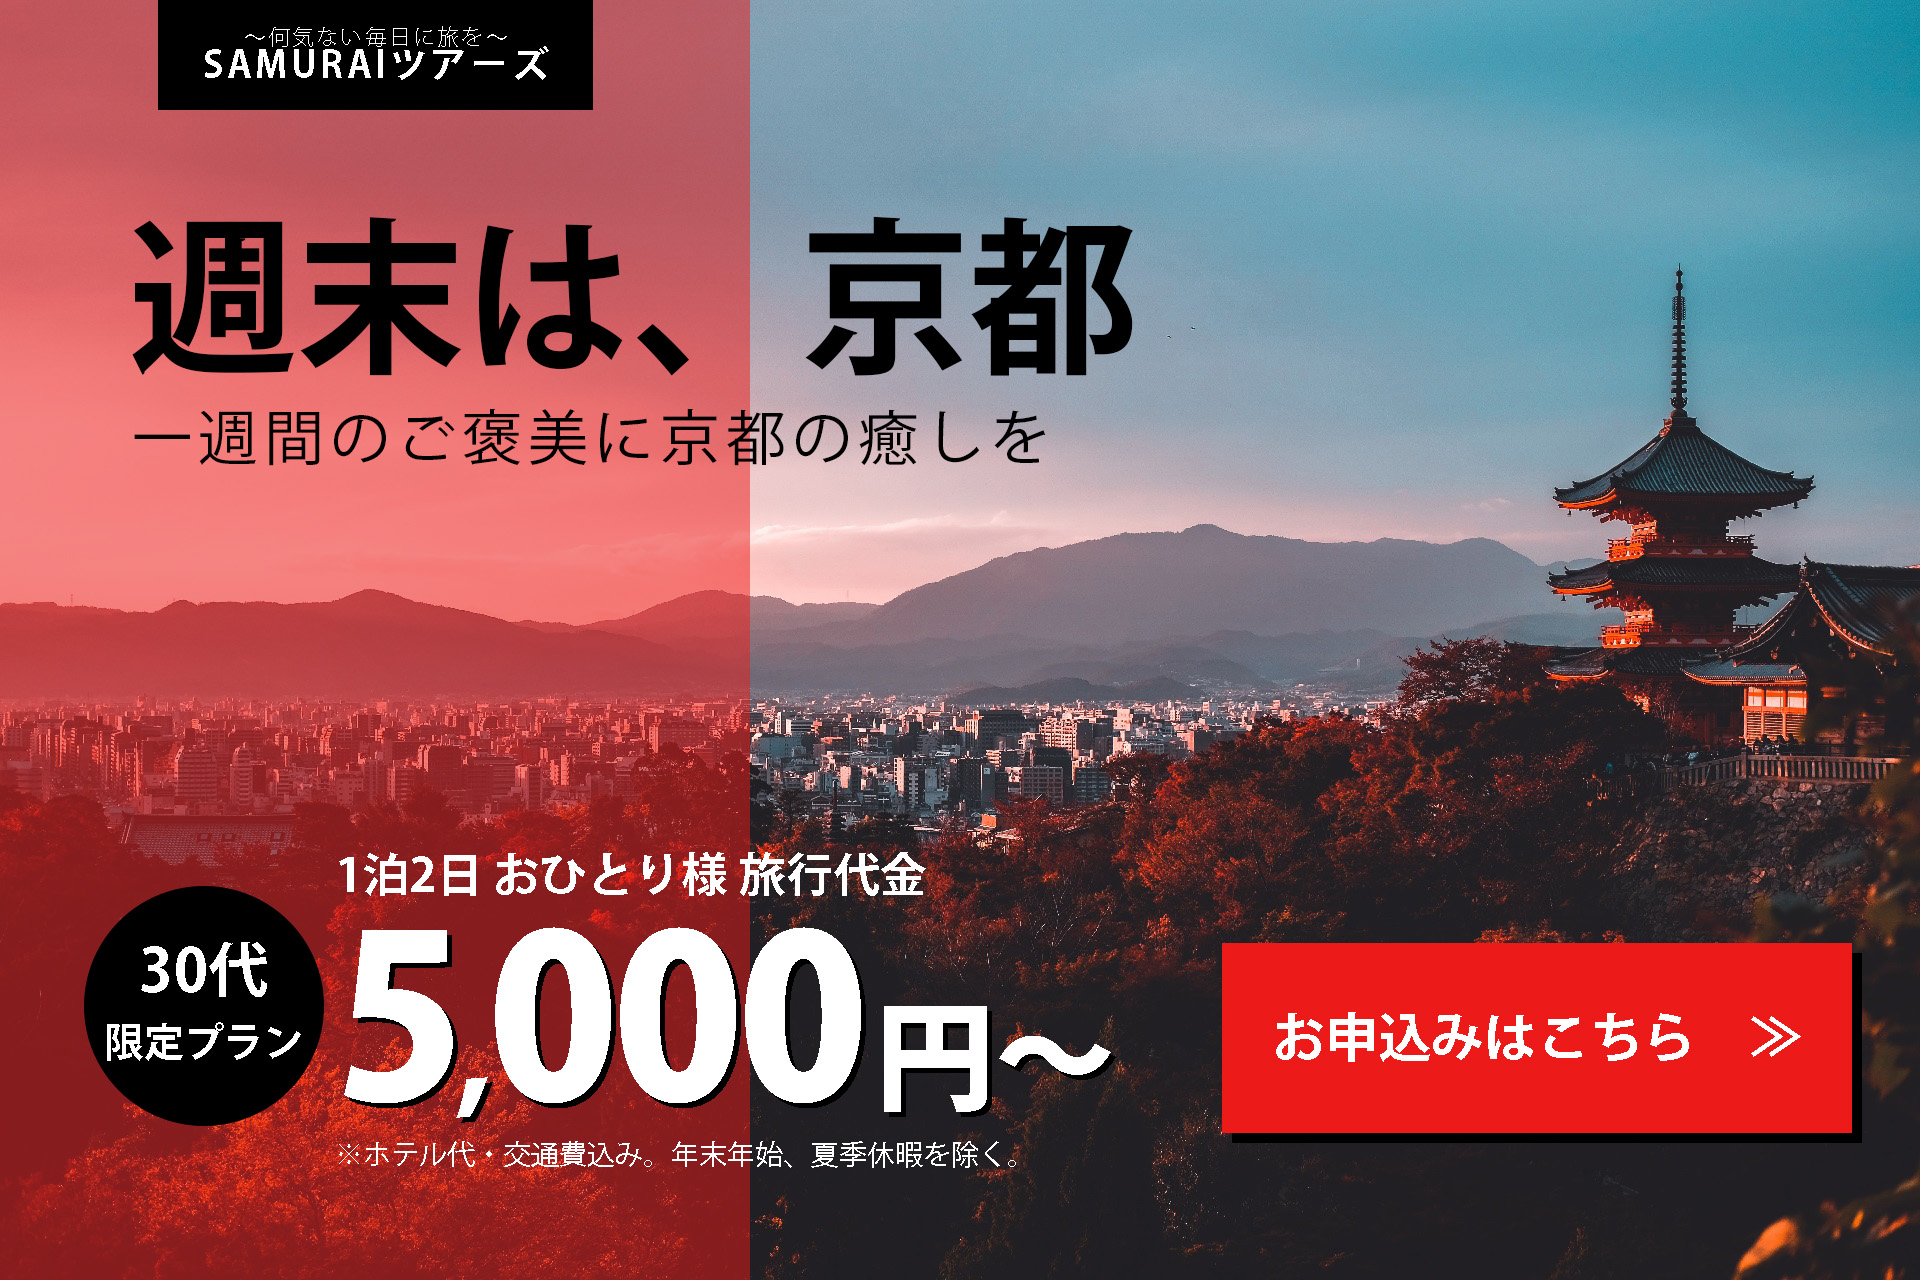 ～何気ない毎日に旅を～
SAMURAIツアーズ
週末は、京都
一週間のご褒美に京都の癒しを
1泊2日 おひとり様 旅行代金
30代
限定プラン
5,000円～
※ホテル代・交通費込み。年末年始、夏季休暇を除く。
お申込みはこちら ≫